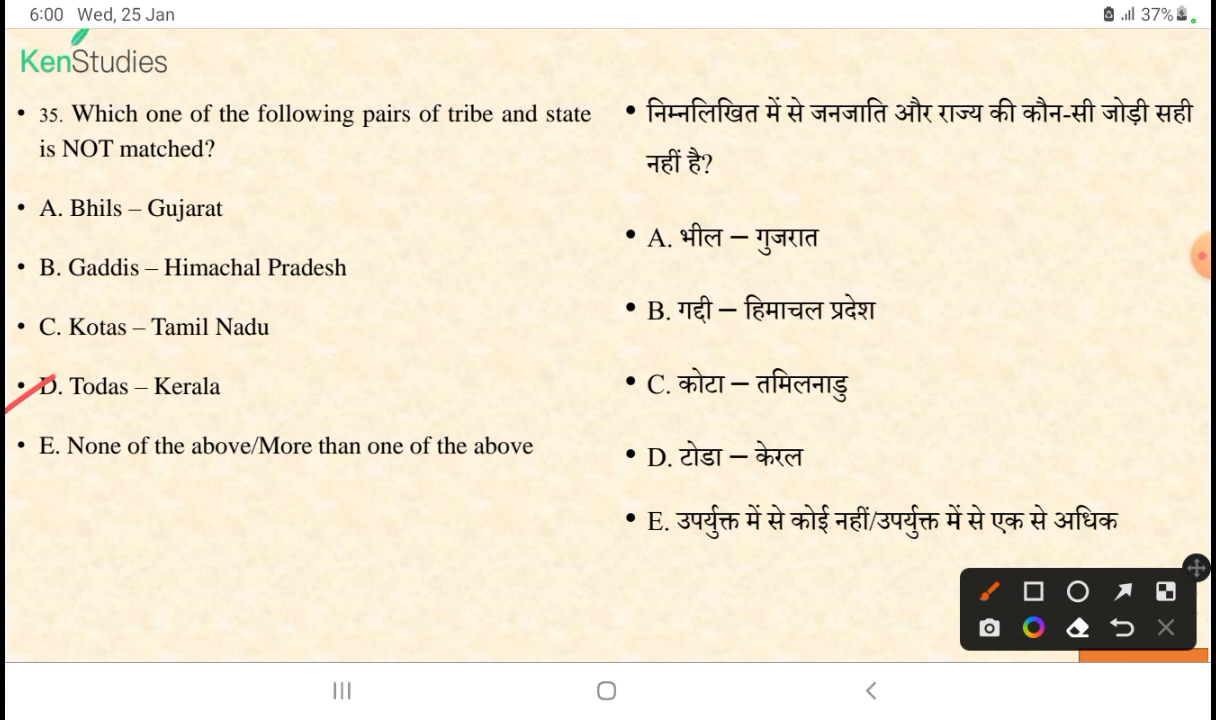 6:00 Wed, 25 Jan
37%
KenStudies
• 35. Which one of the following pairs of tribe and state
is NOT matched?
• A. Bhils – Gujarat
• B. Gaddis – Himachal Pradesh
• C. Kotas – Tamil Nadu
• D. Todas – Kerala
• E. None of the above/More than one of the above
• निम्नलिखित में से जनजाति और राज्य की कौन-सी जोड़ी सही
नहीं है?
• A. भील – गुजरात
• B. गद्दी – हिमाचल प्रदेश
• C. कोटा – तमिलनाडु
• D. टोडा – केरल
• E. उपर्युक्त में से कोई नहीं/उपर्युक्त में से एक से अधिक